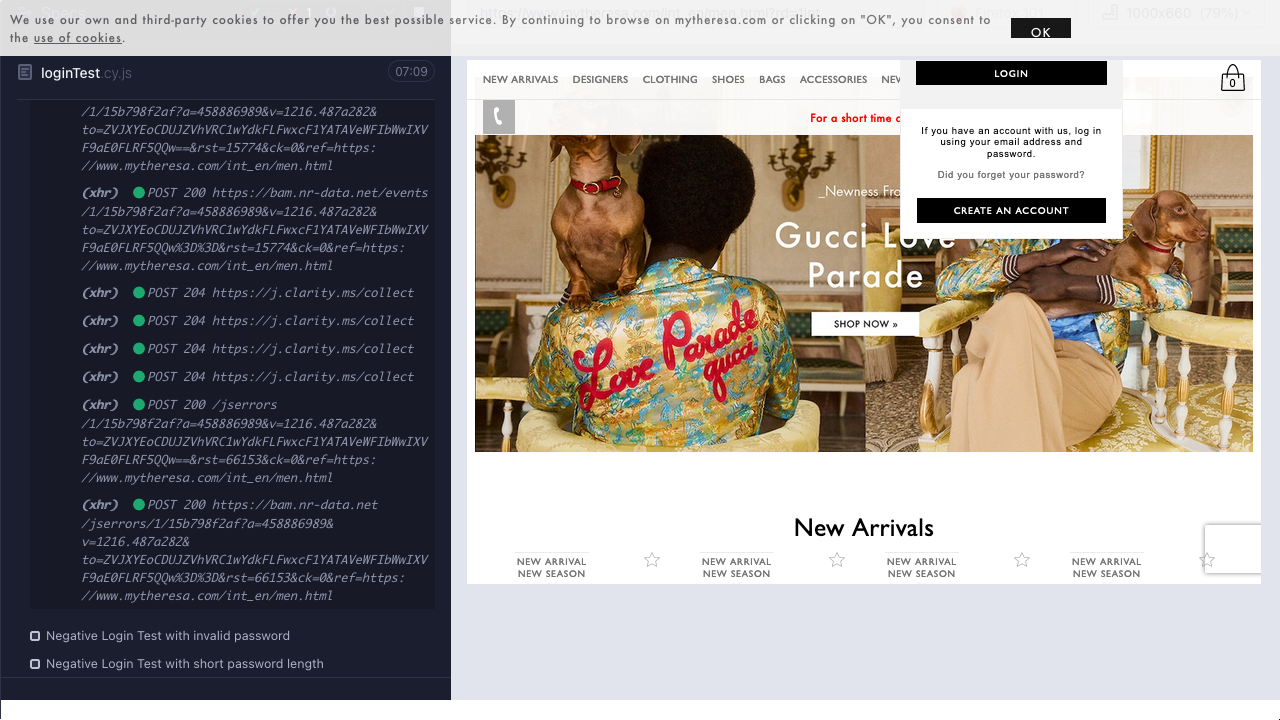 We use our own and third-party cookies to offer you the best possible service. By continuing to browse on mytheresa.com or clicking on "OK", you consent to
the use of cookies.
OK
Specs
1000x660 (79%)
loginTest.cy.js
07:09
/1/15b798f2af?a=458886989&v=1216.487a282&
to=ZVJXYEoCDUJZVhVRC1wYdkFLFwxcF1YATAVeWFIbWwIXV
F9aE0FLRF5QQw==&rst=15774&ck=0&ref=https:
//www.mytheresa.com/int_en/men.html
(xhr) POST 200 https://bam.nr-data.net/events
/1/15b798f2af?a=458886989&v=1216.487a282&
to=ZVJXYEoCDUJZVhVRC1wYdkFLFwxcF1YATAVeWFIbWwIXV
F9aE0FLRF5QQw%3D%3D&rst=15774&ck=0&ref=https:
//www.mytheresa.com/int_en/men.html
(xhr) POST 204 https://j.clarity.ms/collect
(xhr) POST 204 https://j.clarity.ms/collect
(xhr) POST 204 https://j.clarity.ms/collect
(xhr) POST 204 https://j.clarity.ms/collect
(xhr) POST 200 /jserrors
/1/15b798f2af?a=458886989&v=1216.487a282&
to=ZVJXYEoCDUJZVhVRC1wYdkFLFwxcF1YATAVeWFIbWwIXV
F9aE0FLRF5QQw==&rst=66153&ck=0&ref=https:
//www.mytheresa.com/int_en/men.html
(xhr) POST 200 https://bam.nr-data.net
/jserrors/1/15b798f2af?a=458886989&
v=1216.487a282&
to=ZVJXYEoCDUJZVhVRC1wYdkFLFwxcF1YATAVeWFIbWwIXV
F9aE0FLRF5QQw%3D%3D&rst=66153&ck=0&ref=https:
//www.mytheresa.com/int_en/men.html
Negative Login Test with invalid password
Negative Login Test with short password length
NEW ARRIVALS DESIGNERS CLOTHING SHOES BAGS ACCESSORIES
0
For a short time
LOGIN
If you have an account with us, log in
using your email address and
password.
Did you forget your password?
CREATE AN ACCOUNT
_Newness
Gucci Love
Parade
SHOP NOW »
Love Parade
gucci
New Arrivals
NEW ARRIVAL NEW ARRIVAL NEW ARRIVAL NEW ARRIVAL
NEW SEASON NEW SEASON NEW SEASON NEW SEASON